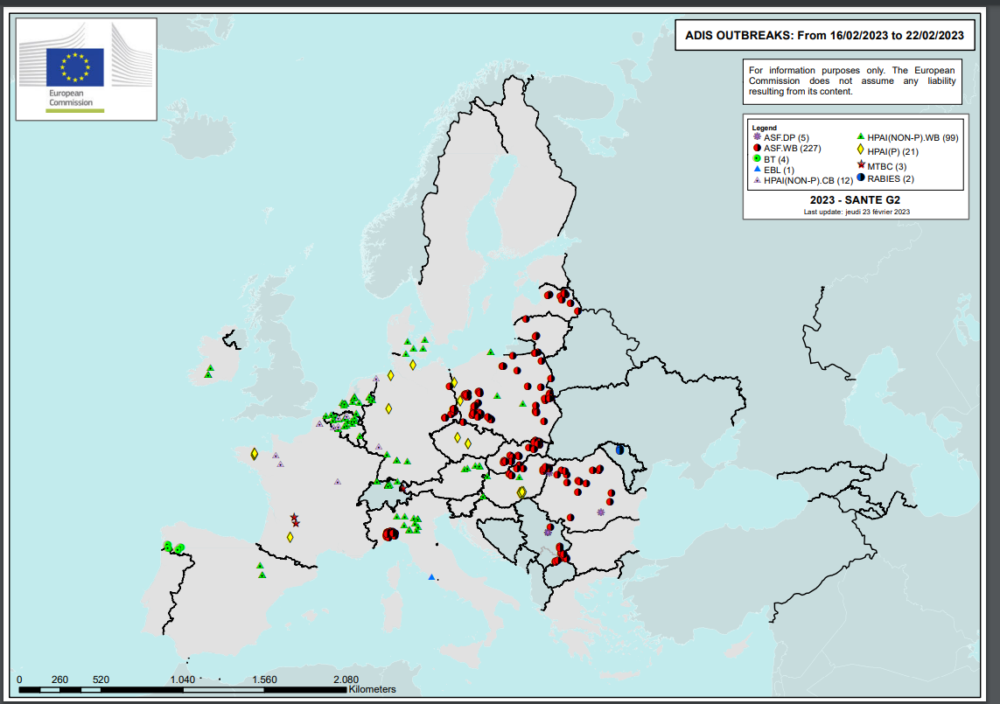 European
Commission
ADIS OUTBREAKS: From 16/02/2023 to 22/02/2023
For information purposes only. The European
Commission does not assume any liability
resulting from its content.
Legend
ASF.DP (5)
ASF.WB (227)
BT (4)
EBL (1)
HPAI(NON-P).CB (12)
HPAI(NON-P).WB (99)
HPAI(P) (21)
MTBC (3)
RABIES (2)
2023 - SANTE G2
Last update: jeudi 23 février 2023
0 260 520 1.040 1.560 2.080
Kilometers